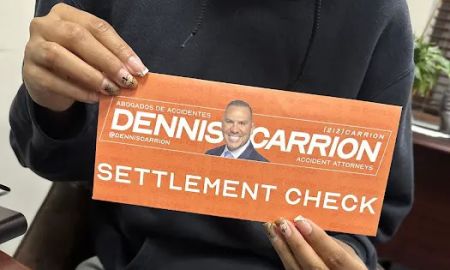 ABOGADOS DE ACCIDENTES
(212) CARRION
DENNIS CARRION
@DENNISCARRION
ACCIDENT ATTORNEYS
SETTLEMENT CHECK